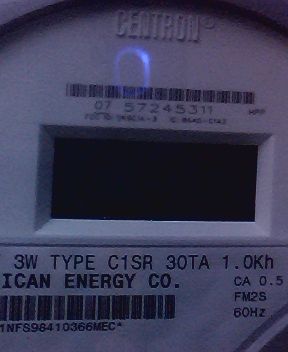 CENTRON®
07 57245311
3W TYPE C1SR 30TA 1.0Kh
ICAN ENERGY CO. CA 0.5
FM2S
60Hz
1NFS98410366MEC*